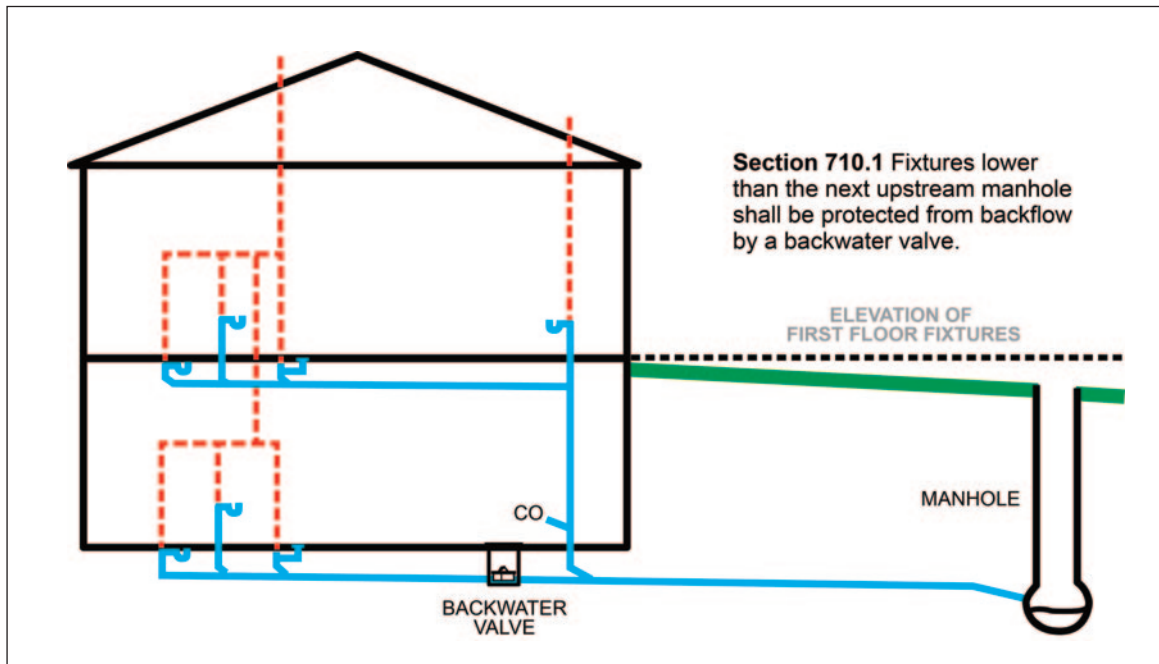 Section 710.1 Fixtures lower
than the next upstream manhole
shall be protected from backflow
by a backwater valve.
ELEVATION OF
FIRST FLOOR FIXTURES
MANHOLE
CO
BACKWATER
VALVE